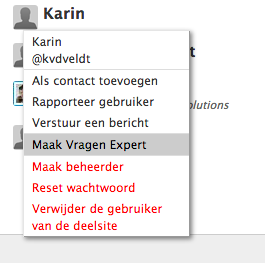 Karin
Karin
@kvdveldt
t
Als contact toevoegen
Rapporteer gebruiker
olutions
Verstuur een bericht
Maak Vragen Expert
Maak beheerder
Reset wachtwoord
Verwijder de gebruiker
van de deelsite